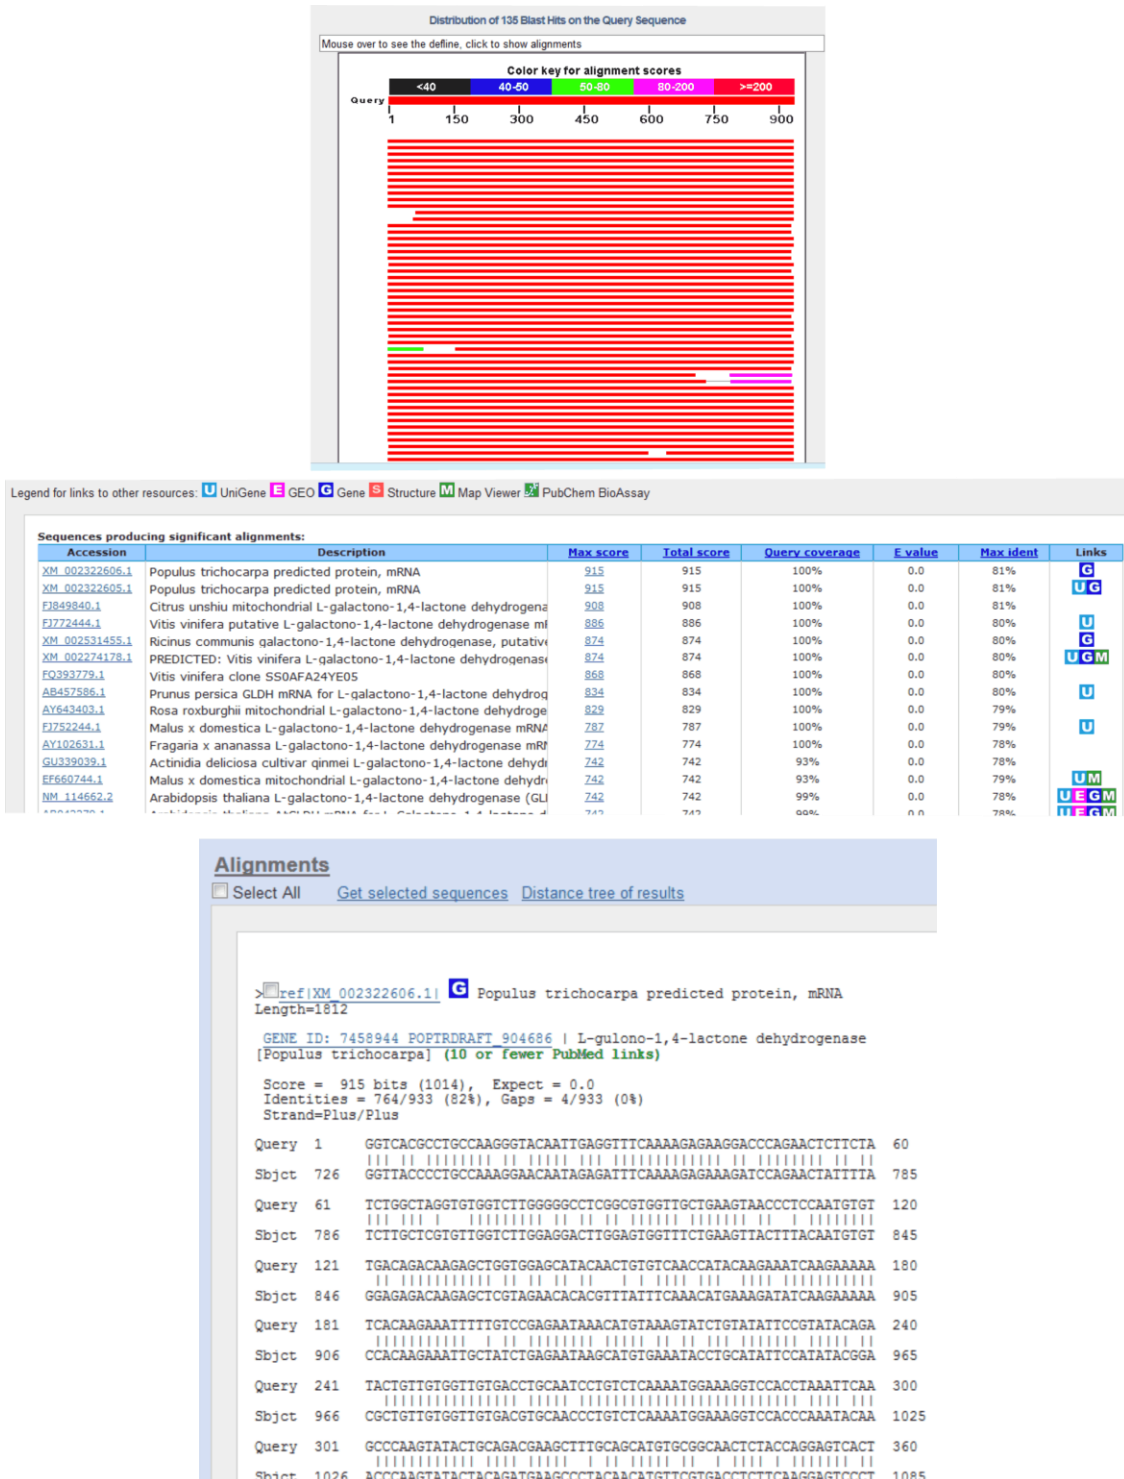 Distribution of 135 Blast Hits on the Query Sequence
Mouse over to see the defline, click to show alignments
Color key for alignment scores
<40 40-50 50-80 80-200 >=200
Query
1 150 300 450 600 750 900
Legend for links to other resources: U UniGene E GEO G Gene S Structure M Map Viewer PubChem BioAssay
Sequences producing significant alignments:
Accession Description Max score Total score Query coverage E value Max ident Links
XM_002322606.1 Populus trichocarpa predicted protein, mRNA 915 915 100% 0.0 81% G
XM_002322605.1 Populus trichocarpa predicted protein, mRNA 915 915 100% 0.0 81% U G
FJ849840.1 Citrus unshiu mitochondrial L-galactono-1,4-lactone dehydrogena 908 908 100% 0.0 81%
FJ772444.1 Vitis vinifera putative L-galactono-1,4-lactone dehydrogenase mf 886 886 100% 0.0 80% U
XM_002531455.1 Ricinus communis galactono-1,4-lactone dehydrogenase, putative 874 874 100% 0.0 80% G
XM_002274178.1 PREDICTED: Vitis vinifera L-galactono-1,4-lactone dehydrogenase 874 874 100% 0.0 80% U G M
FQ393779.1 Vitis vinifera clone SS0AFA24YE05 868 868 100% 0.0 80%
AB457586.1 Prunus persica GLDH mRNA for L-galactono-1,4-lactone dehydrog 834 834 100% 0.0 80% U
AY643403.1 Rosa roxburghii mitochondrial L-galactono-1,4-lactone dehydroge 829 829 100% 0.0 79%
FJ752244.1 Malus x domestica L-galactono-1,4-lactone dehydrogenase mRNA 787 787 100% 0.0 79% U
AY102631.1 Fragaria x ananassa L-galactono-1,4-lactone dehydrogenase mRN 774 774 100% 0.0 78%
GU339039.1 Actinidia deliciosa cultivar qinmei L-galactono-1,4-lactone dehyd 742 742 93% 0.0 78%
EF660744.1 Malus x domestica mitochondrial L-galactono-1,4-lactone dehydr 742 742 93% 0.0 79% U M
NM_114662.2 Arabidopsis thaliana L-galactono-1,4-lactone dehydrogenase (GLI 742 742 99% 0.0 78% U E G M
742 742 99% 0.0 78% U E G M
Alignments
Select All Get selected sequences Distance tree of results
>ref|XM_002322606.1| G Populus trichocarpa predicted protein, mRNA
Length=1812
GENE ID: 7458944 POPTRDRAFT_904686 | L-gulono-1,4-lactone dehydrogenase
[Populus trichocarpa] (10 or fewer PubMed links)
Score = 915 bits (1014), Expect = 0.0
Identities = 764/933 (82%), Gaps = 4/933 (0%)
Strand=Plus/Plus
Query 1 GGTCACGCCTGCCAAGGGTACAATTGAGGTTTCAAAAGAGAAGGACCCAGAACTCTTCTA 60
Sbjct 726 GGTTACCCCTGCCAAAGGAACAATAGAGATTTCAAAAGAGAAAGATCCAGAACTATTTTA 785
Query 61 TCTGGCTAGGTGTGGTCTTGGGGGCCTCGGCGTGGTTGCTGAAGTAACCCTCCAATGTGT 120
Sbjct 786 TCTTGCTCGTGTTGGTCTTGGAGGACTTGGAGTGGTTTCTGAAGTTACTTTACAATGTGT 845
Query 121 TGACAGACAAGAGCTGGTGGAGCATACAACTGTGTCAACCATACAAGAAATCAAGAAAAA 180
Sbjct 846 GGAGAGACAAGAGCTCGTAGAACACACGTTTATTTCAAACATGAAAGATATCAAGAAAAA 905
Query 181 TCACAAGAAATTTTTGTCCGAGAATAAACATGTAAAGTATCTGTATATTCCGTATACAGA 240
Sbjct 906 CCACAAGAAATTGCTATCTGAGAATAAGCATGTGAAATACCTGCATATTCCATATACGGA 965
Query 241 TACTGTTGTGGTTGTGACCTGCAATCCTGTCTCAAAATGGAAAGGTCCACCTAAATTCAA 300
Sbjct 966 CGCTGTTGTGGTTGTGACGTGCAACCCTGTCTCAAAATGGAAAGGTCCACCCAAATACAA 1025
Query 301 GCCCAAGTATACTGCAGACGAAGCTTTGCAGCATGTGCGGCAACTCTACCAGGAGTCACT 360
Sbjct 1026 ACCCAAGTATACTACAGATGAAGCCCTACAACATGTTCGTGACCTCTTCAAGGAGTCCCT 1085